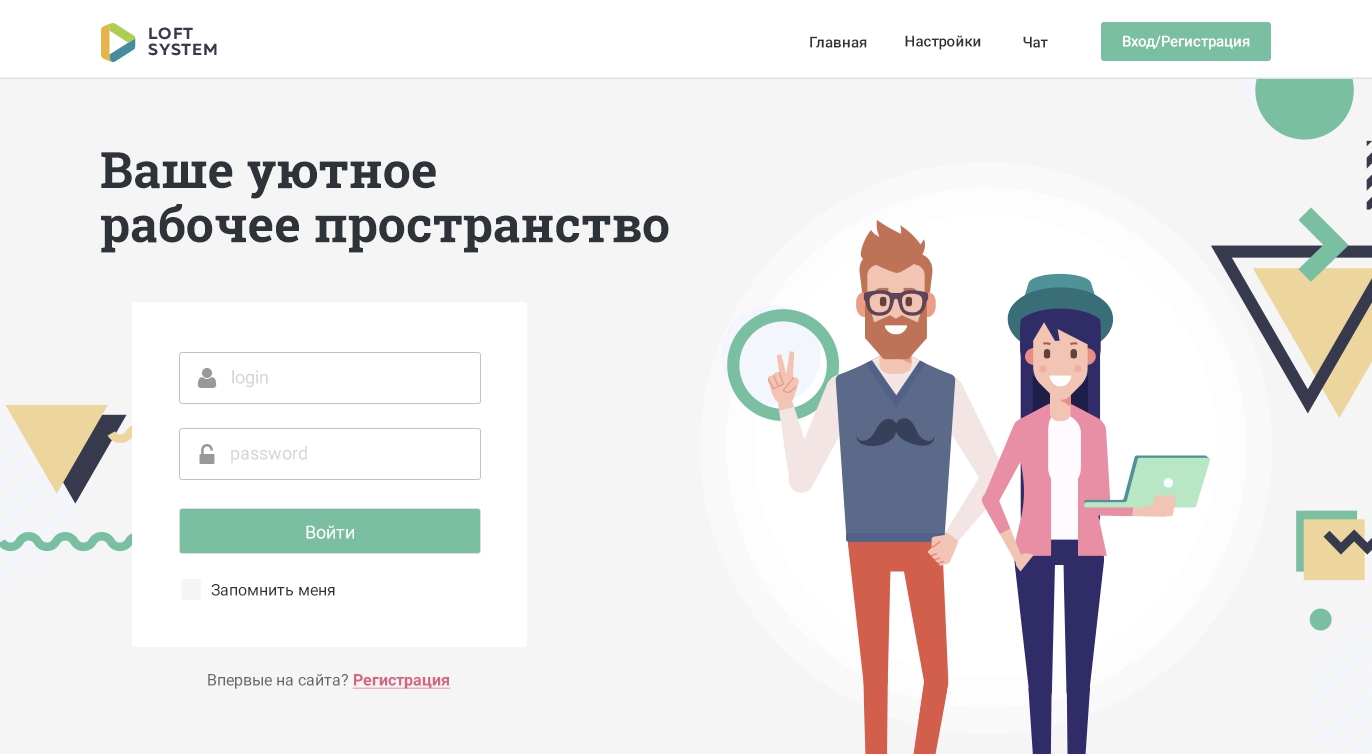 LOFT
SYSTEM
Главная
Настройки
Чат
Вход/Регистрация
Ваше уютное
рабочее пространство
login
password
Войти
Запомнить меня
Впервые на сайта? Регистрация